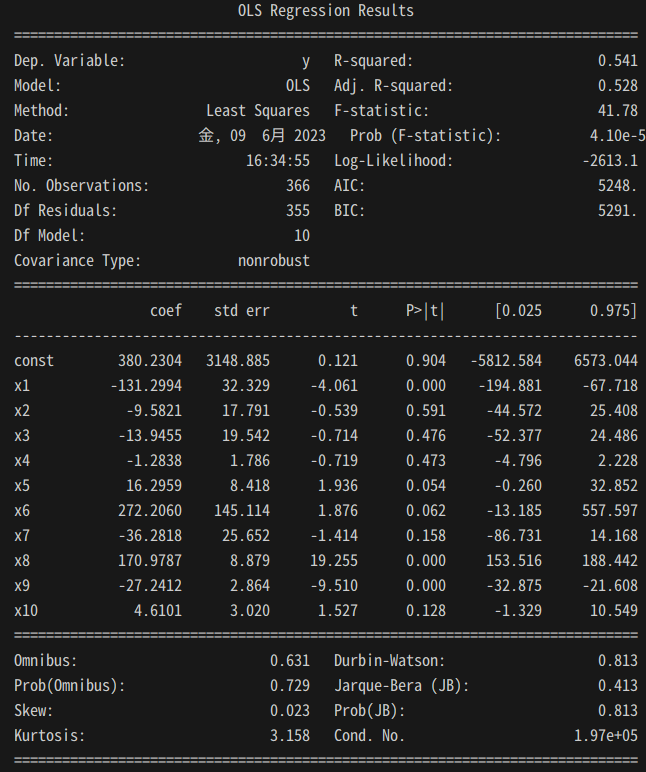 OLS Regression Results
==============================================================================
Dep. Variable:                      y   R-squared:                       0.541
Model:                            OLS   Adj. R-squared:                  0.528
Method:                 Least Squares   F-statistic:                     41.78
Date:                金, 09  6月 2023   Prob (F-statistic):           4.10e-5
Time:                        16:34:55   Log-Likelihood:                -2613.1
No. Observations:                 366   AIC:                             5248.
Df Residuals:                     355   BIC:                             5291.
Df Model:                          10
Covariance Type:            nonrobust
==============================================================================
                 coef    std err          t      P>|t|      [0.025      0.975]
------------------------------------------------------------------------------
const        380.2304   3148.885      0.121      0.904   -5812.584    6573.044
x1          -131.2994     32.329     -4.061      0.000    -194.881     -67.718
x2            -9.5821     17.791     -0.539      0.591     -44.572      25.408
x3           -13.9455     19.542     -0.714      0.476     -52.377      24.486
x4            -1.2838      1.786     -0.719      0.473      -4.796       2.228
x5            16.2959      8.418      1.936      0.054      -0.260      32.852
x6           272.2060    145.114      1.876      0.062     -13.185     557.597
x7           -36.2818     25.652     -1.414      0.158     -86.731      14.168
x8           170.9787      8.879     19.255      0.000     153.516     188.442
x9           -27.2412      2.864     -9.510      0.000     -32.875     -21.608
x10            4.6101      3.020      1.527      0.128      -1.329      10.549
==============================================================================
Omnibus:                        0.631   Durbin-Watson:                   0.813
Prob(Omnibus):                  0.729   Jarque-Bera (JB):                0.413
Skew:                           0.023   Prob(JB):                        0.813
Kurtosis:                       3.158   Cond. No.                     1.97e+05
==============================================================================